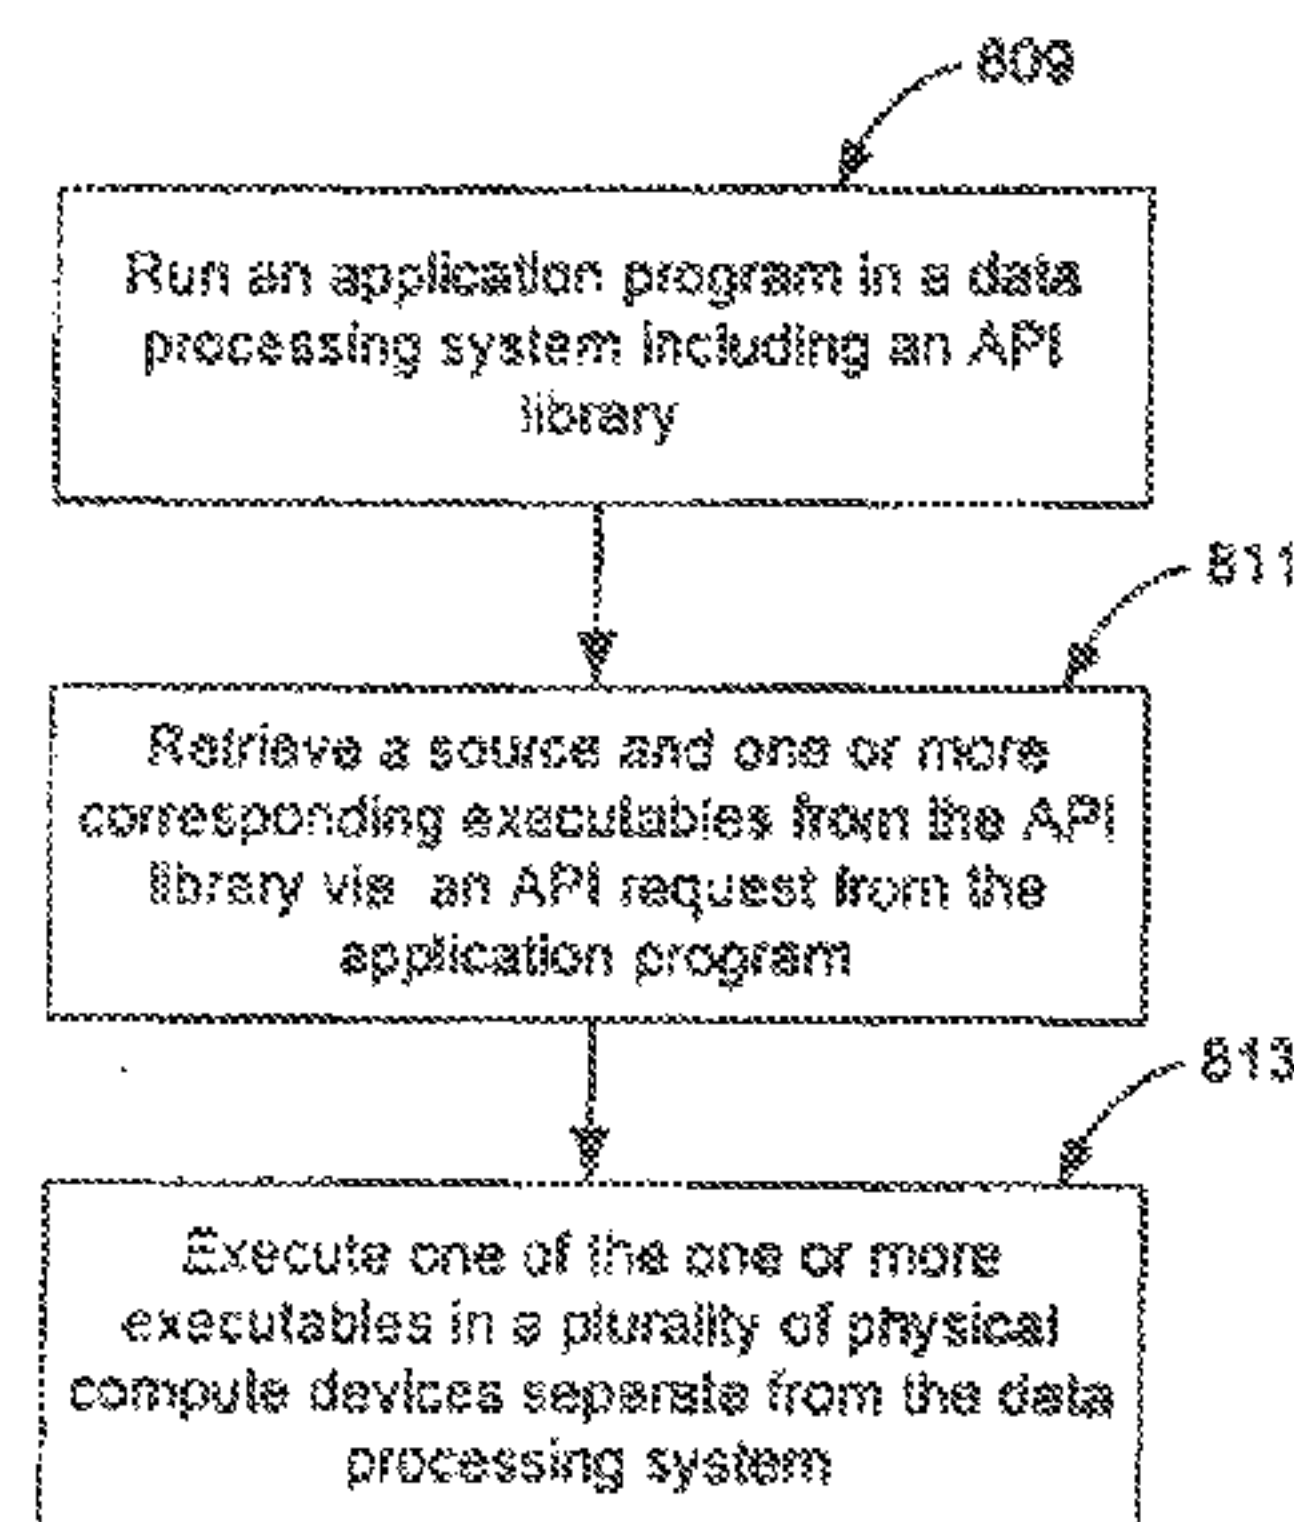 809
Run an application program in a data
processing system including an API
library
811
Retrieve a source and one or more
corresponding executables from the API
library via an API request from the
application program
813
Execute one of the one or more
executables in a plurality of physical
compute devices separate from the data
processing system